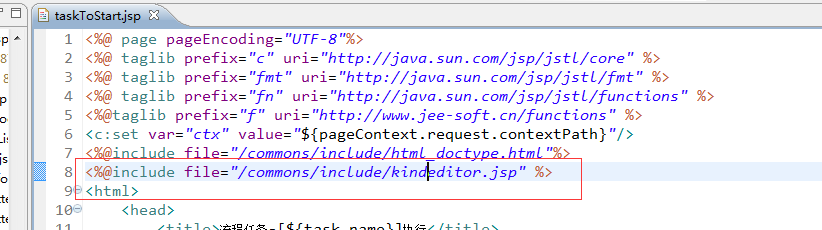 taskToStart.jsp
1 <%@ page pageEncoding="UTF-8"%>
2 <%@ taglib prefix="c" uri="http://java.sun.com/jsp/jstl/core" %>
3 <%@ taglib prefix="fmt" uri="http://java.sun.com/jsp/jstl/fmt" %>
4 <%@ taglib prefix="fn" uri="http://java.sun.com/jsp/jstl/functions" %>
5 <%@taglib prefix="f" uri="http://www.jee-soft.cn/functions" %>
6 <c:set var="ctx" value="${pageContext.request.contextPath}"/>
7 <%@include file="/commons/include/html_doctype.html"%>
8 <%@include file="/commons/include/kindeditor.jsp" %>
9 <html>
10 <head>
11 <title>流程任务-[${task.name}]执行</title>